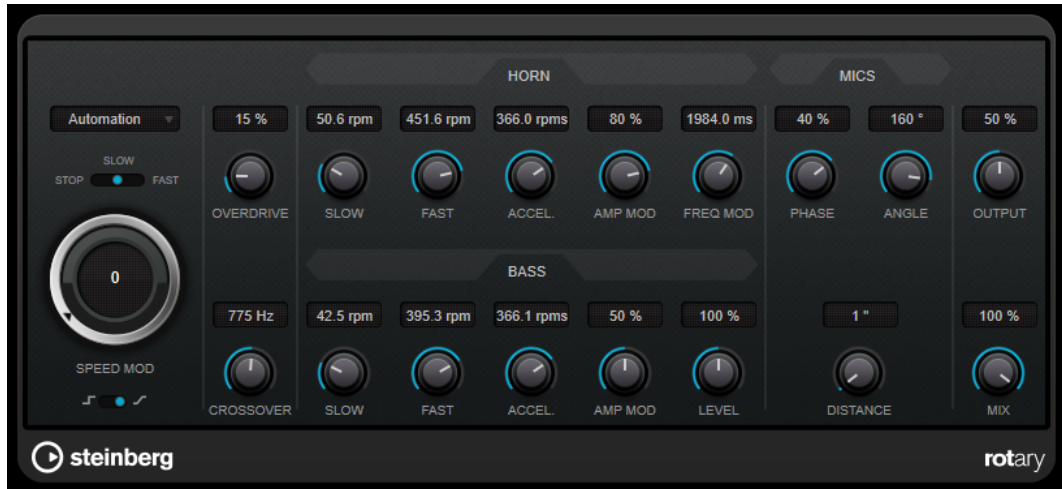 HORN MICS
Automation 15 % 50.6 rpm 451.6 rpm 366.0 rpms 80 % 1984.0 ms 40 % 160 ° 50 %
SLOW
STOP FAST
OVERDRIVE SLOW FAST ACCEL. AMP MOD FREQ MOD PHASE ANGLE OUTPUT
BASS
0
775 Hz 42.5 rpm 395.3 rpm 366.1 rpms 50 % 100 % 1 " 100 %
SPEED MOD
CROSSOVER SLOW FAST ACCEL. AMP MOD LEVEL DISTANCE MIX
steinberg rotary